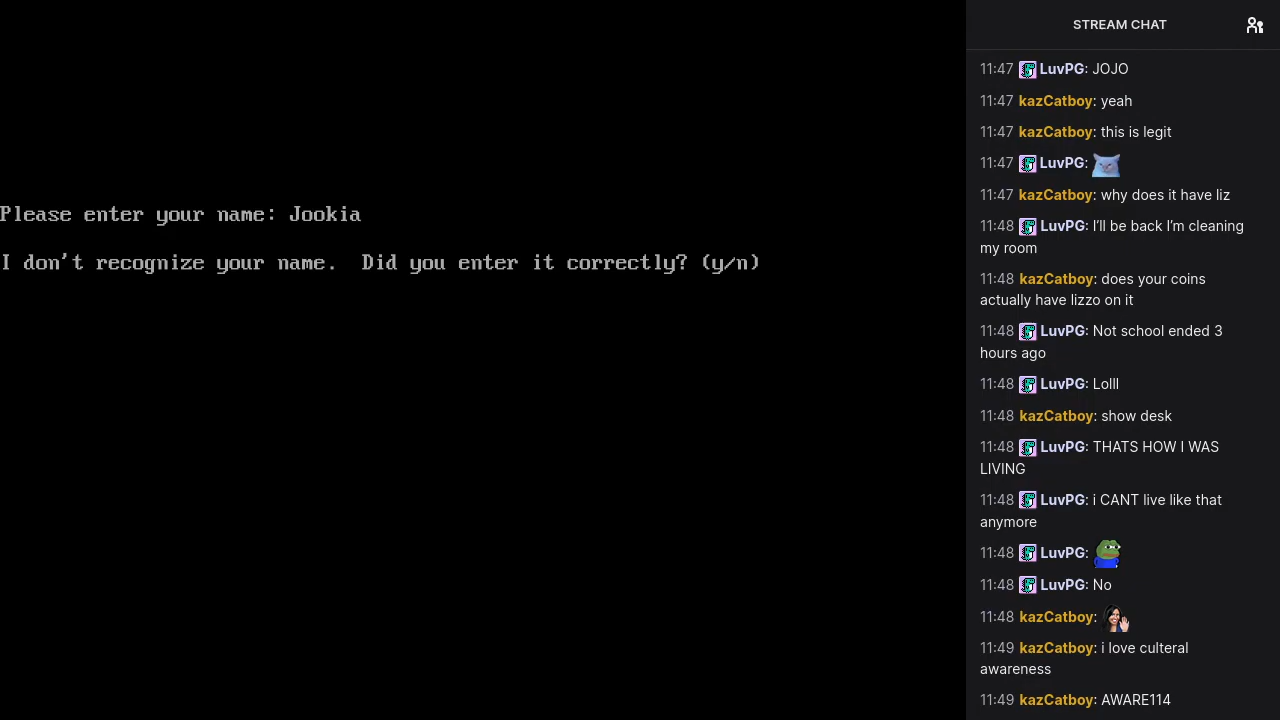 Please enter your name: Jookia
I don't recognize your name.  Did you enter it correctly? (y/n)
STREAM CHAT
11:47 LuvPG: JOJO
11:47 kazCatboy: yeah
11:47 kazCatboy: this is legit
11:47 LuvPG:
11:47 kazCatboy: why does it have liz
11:48 LuvPG: I'll be back I'm cleaning
my room
11:48 kazCatboy: does your coins
actually have lizzo on it
11:48 LuvPG: Not school ended 3
hours ago
11:48 LuvPG: Lolll
11:48 kazCatboy: show desk
11:48 LuvPG: THATS HOW I WAS
LIVING
11:48 LuvPG: i CANT live like that
anymore
11:48 LuvPG:
11:48 LuvPG: No
11:48 kazCatboy:
11:49 kazCatboy: i love culteral
awareness
11:49 kazCatboy: AWARE114